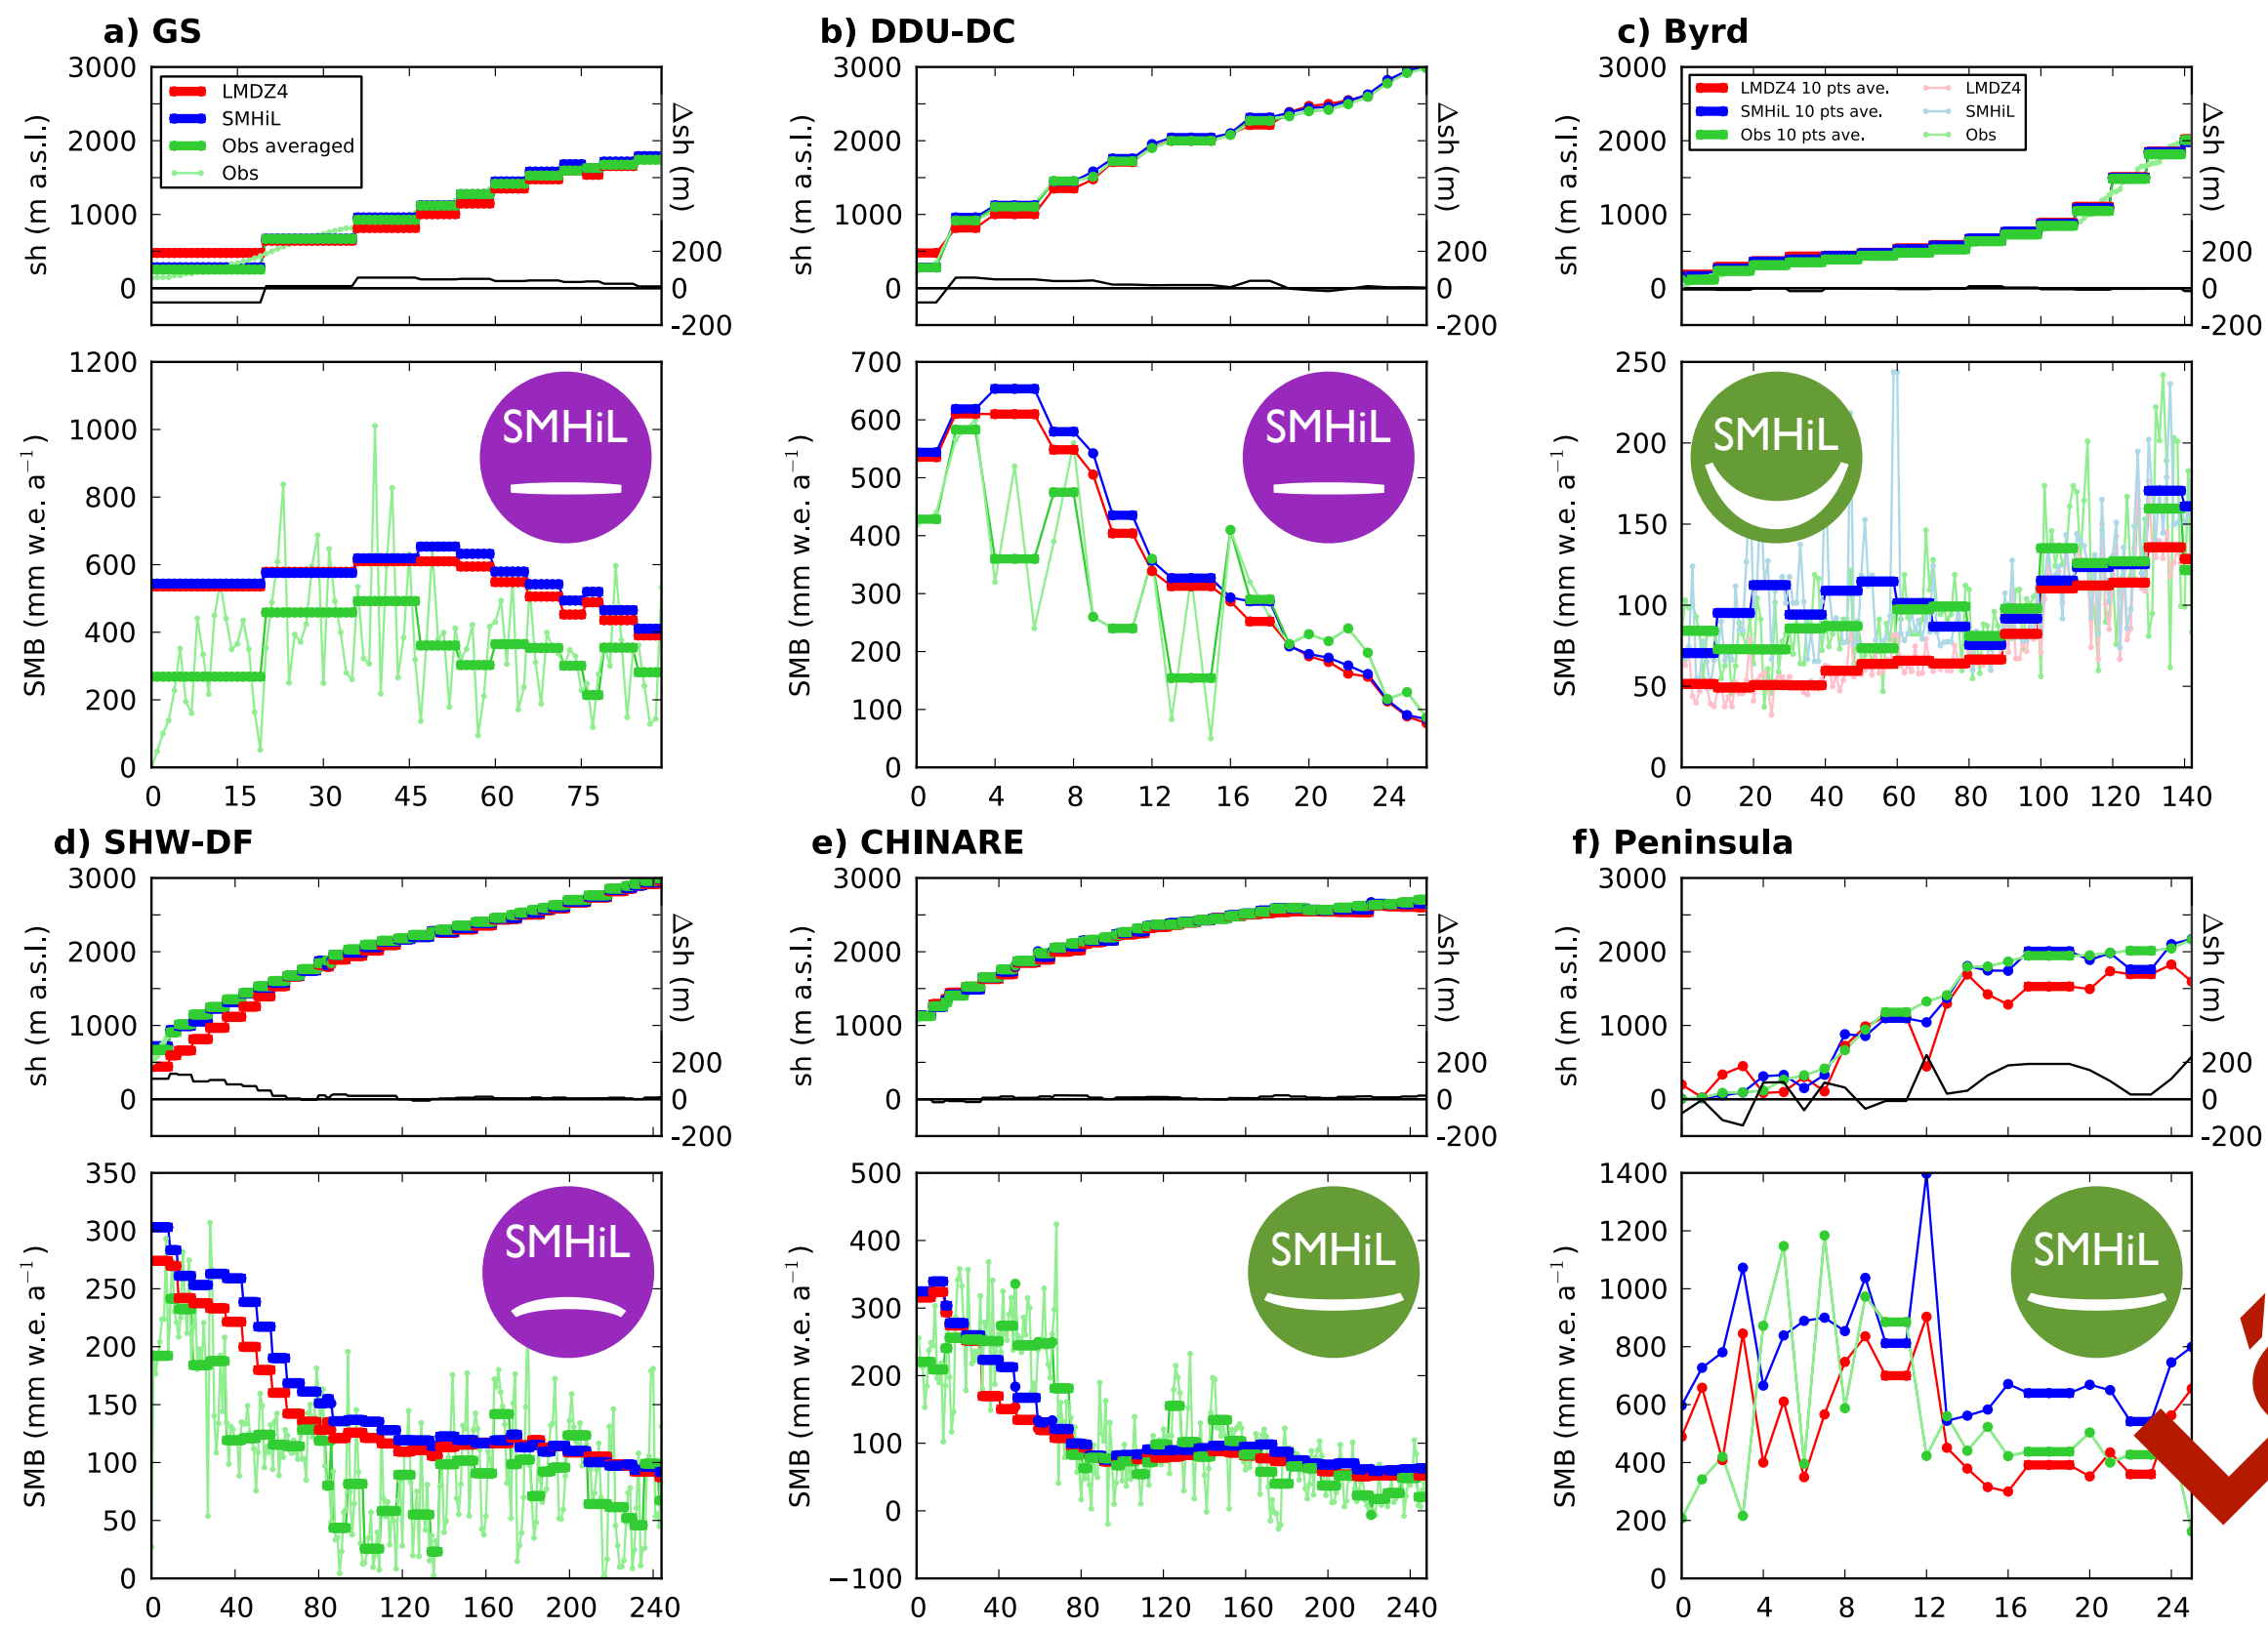 a) GS
3000
2000
1000
0
sh (m a.s.l.)
200
0
-200
Δsh (m)
LMDZ4
SMHiL
Obs averaged
Obs
1200
1000
800
600
400
200
0
SMB (mm w.e. a⁻¹)
SMHiL
0 15 30 45 60 75
b) DDU-DC
3000
2000
1000
0
sh (m a.s.l.)
200
0
-200
Δsh (m)
700
600
500
400
300
200
100
0
SMB (mm w.e. a⁻¹)
SMHiL
0 4 8 12 16 20 24
c) Byrd
3000
2000
1000
0
sh (m a.s.l.)
200
0
-200
Δsh (m)
LMDZ4 10 pts ave. LMDZ4
SMHiL 10 pts ave. SMHiL
Obs 10 pts ave. Obs
250
200
150
100
50
0
SMB (mm w.e. a⁻¹)
SMHiL
0 20 40 60 80 100 120 140
d) SHW-DF
3000
2000
1000
0
sh (m a.s.l.)
200
0
-200
Δsh (m)
350
300
250
200
150
100
50
0
SMB (mm w.e. a⁻¹)
SMHiL
0 40 80 120 160 200 240
e) CHINARE
3000
2000
1000
0
sh (m a.s.l.)
200
0
-200
Δsh (m)
500
400
300
200
100
0
−100
SMB (mm w.e. a⁻¹)
SMHiL
0 40 80 120 160 200 240
f) Peninsula
3000
2000
1000
0
sh (m a.s.l.)
200
0
-200
Δsh (m)
1400
1200
1000
800
600
400
200
0
SMB (mm w.e. a⁻¹)
SMHiL
0 4 8 12 16 20 24